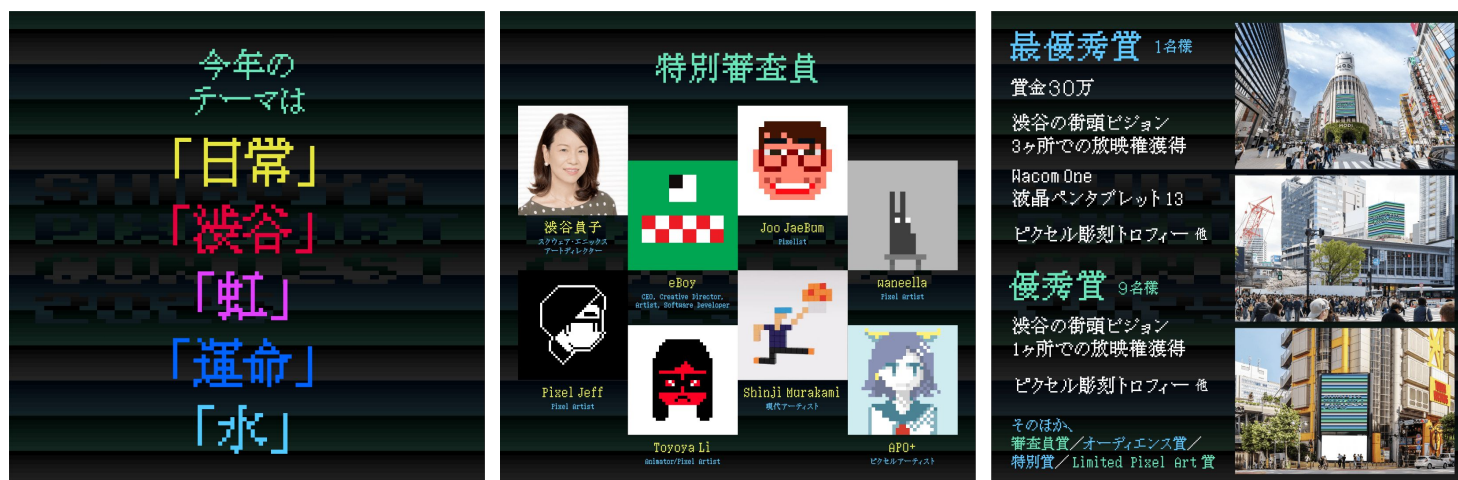 今年の
テーマは
「日常」
「渋谷」
「虹」
「運命」
「水」
特別審査員
渋谷員子
スクウェア・エニックス
アートディレクター
eBoy
CEO, Creative Director,
Artist, Software Developer
Joo JaeBum
Pixelist
waneella
Pixel Artist
Pixel Jeff
Pixel Artist
Toyoya Li
Animator/Pixel Artist
Shinji Murakami
現代アーティスト
APO+
ピクセルアーティスト
最優秀賞 1名様
賞金30万
渋谷の街頭ビジョン
3ヶ所での放映権獲得
Wacom One
液晶ペンタブレット 13
ピクセル彫刻トロフィー 他
優秀賞 9名様
渋谷の街頭ビジョン
1ヶ所での放映権獲得
ピクセル彫刻トロフィー 他
そのほか、
審査員賞/オーディエンス賞/
特別賞/Limited Pixel Art 賞
MODI